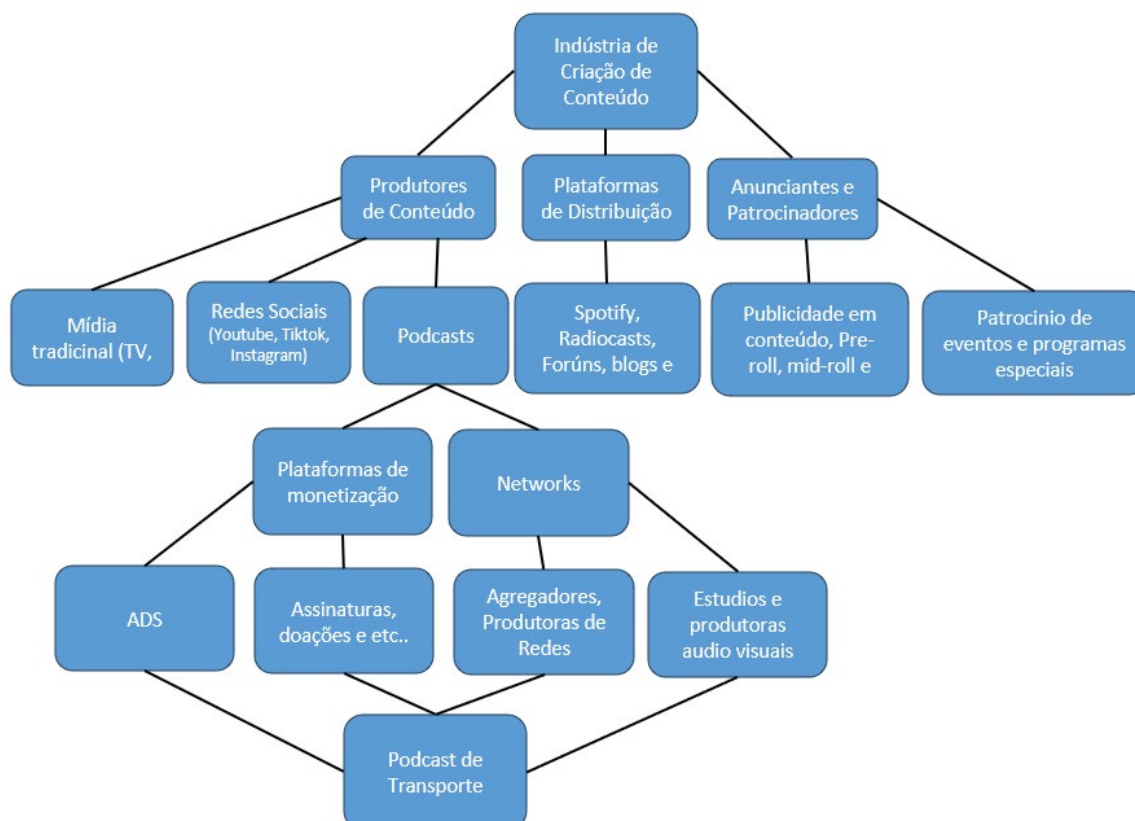 Indústria de
Criação de
Conteúdo
Produtores
de Conteúdo
Plataformas
de Distribuição
Anunciantes e
Patrocinadores
Mídia
tradicinal (TV,
Redes Sociais
(Youtube, Tiktok,
Instagram)
Podcasts
Spotify,
Radiocasts,
Forúns, blogs e
Publicidade em
conteúdo, Pre-
roll, mid-roll e
Patrocinio de
eventos e programas
especiais
Plataformas de
monetização
Networks
ADS
Assinaturas,
doações e etc..
Agregadores,
Produtoras de
Redes
Estudios e
produtoras
audio visuais
Podcast de
Transporte